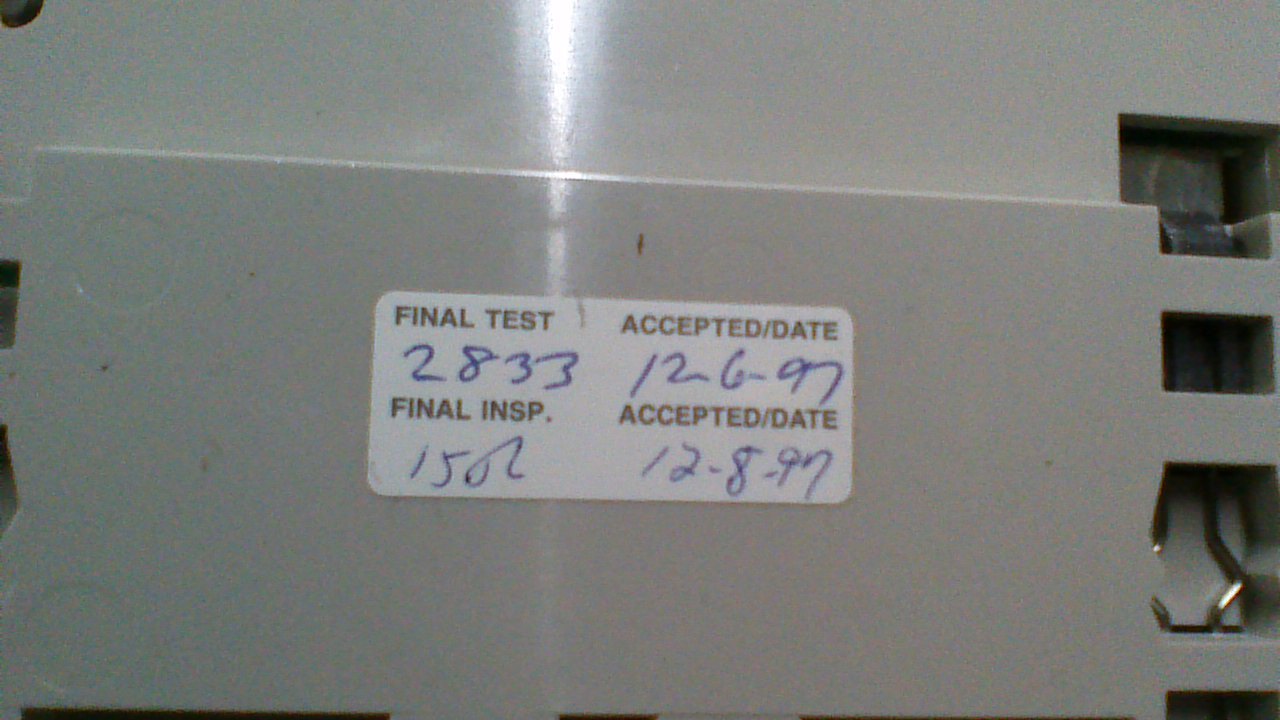 FINAL TEST ACCEPTED/DATE
2833 12-6-97
FINAL INSP. ACCEPTED/DATE
12-8-97